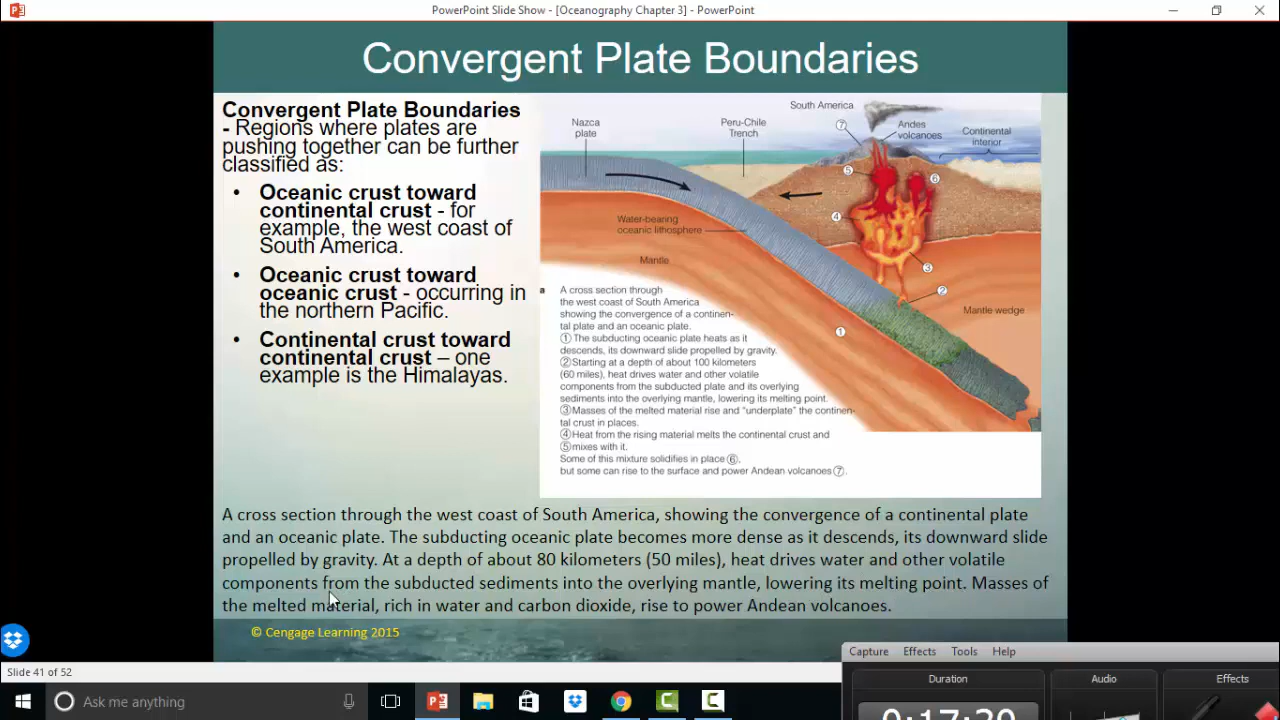 PowerPoint Slide Show - [Oceanography Chapter 3] - PowerPoint
Convergent Plate Boundaries
Convergent Plate Boundaries
- Regions where plates are
pushing together can be further
classified as:
• Oceanic crust toward
continental crust - for
example, the west coast of
South America.
• Oceanic crust toward
oceanic crust - occurring in
the northern Pacific.
• Continental crust toward
continental crust – one
example is the Himalayas.
South America
Nazca
plate
Peru-Chile
Trench
⑦
Andes
volcanoes
Continental
interior
⑤
⑥
④
Water-bearing
oceanic lithosphere
Mantle
③
②
Mantle wedge
①
a
A cross section through
the west coast of South America
showing the convergence of a continen-
tal plate and an oceanic plate.
① The subducting oceanic plate heats as it
descends, its downward slide propelled by gravity.
② Starting at a depth of about 100 kilometers
(60 miles), heat drives water and other volatile
components from the subducted plate and its overlying
sediments into the overlying mantle, lowering its melting point.
③ Masses of the melted material rise and “underplate” the continen-
tal crust in places.
④ Heat from the rising material melts the continental crust and
⑤ mixes with it.
Some of this mixture solidifies in place ⑥,
but some can rise to the surface and power Andean volcanoes ⑦.
A cross section through the west coast of South America, showing the convergence of a continental plate
and an oceanic plate. The subducting oceanic plate becomes more dense as it descends, its downward slide
propelled by gravity. At a depth of about 80 kilometers (50 miles), heat drives water and other volatile
components from the subducted sediments into the overlying mantle, lowering its melting point. Masses of
the melted material, rich in water and carbon dioxide, rise to power Andean volcanoes.
© Cengage Learning 2015
Slide 41 of 52
Capture Effects Tools Help
Duration
Audio
Effects
0:17:20
Ask me anything